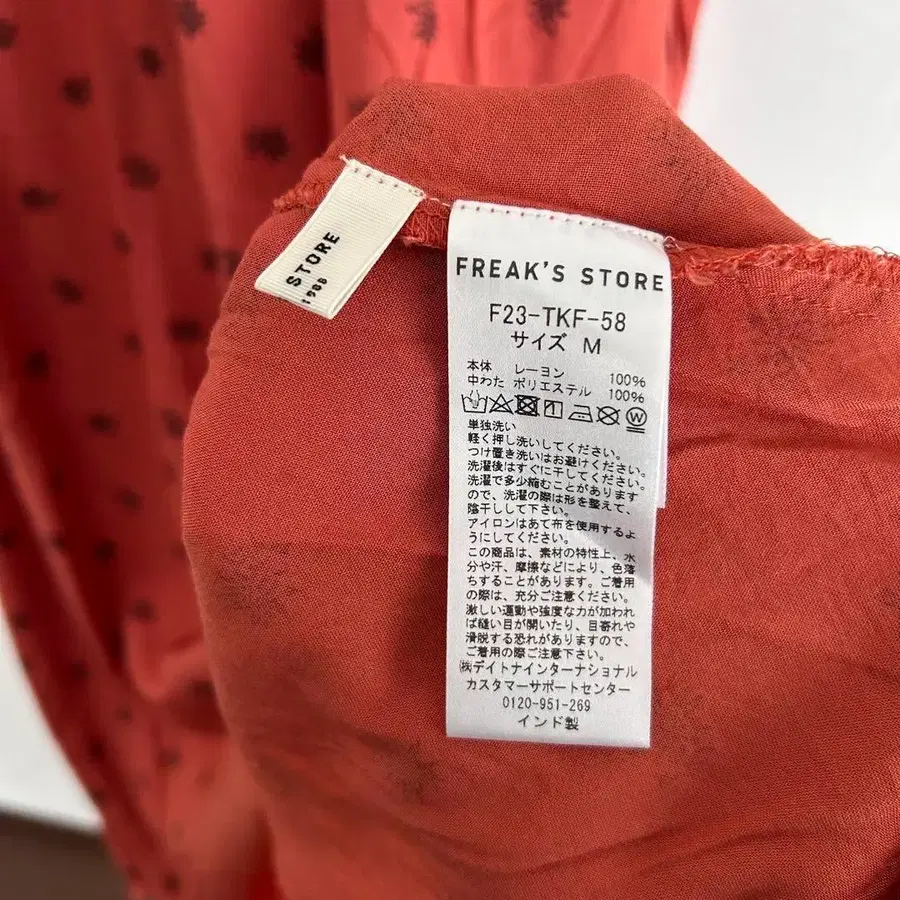 STORE
1986
FREAK'S STORE
F23-TKF-58
サイズ M
本体 レーヨン 100%
中わた ポリエステル 100%
単独洗い
軽く押し洗いしてください。
つけ置き洗いはお避けください。
洗濯後はすぐに干してください。
洗濯で多少縮むことがあります
ので、洗濯の際は形を整えて、
陰干しして下さい。
アイロンはあて布を使用するよ
うにしてください。
この商品は、素材の特性上、水
分や汗、摩擦などにより、色落
ちすることがあります。ご着用
の際は、充分ご注意ください。
激しい運動や強度な力が加われ
ば縫い目が開いたり、目寄れや
滑脱する恐れがありますので、
ご着用の際ご注意下さい。
㈱デイトナインターナショナル
カスタマーサポートセンター
0120-951-269
インド製